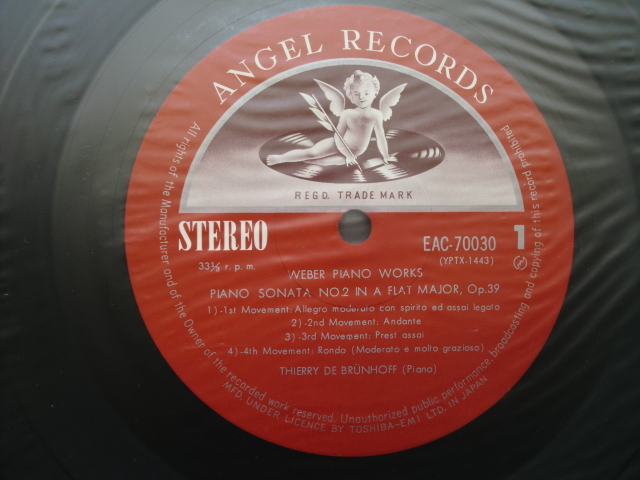 ANGEL RECORDS
REGD. TRADE MARK
STEREO
EAC-70030 1
(YPTX-1443)
33⅓ r. p. m.
WEBER PIANO WORKS
PIANO SONATA NO.2 IN A FLAT MAJOR, Op.39
1)-1st Movement: Allegro moderato con spirito ed assai legato
2)-2nd Movement: Andante
3)-3rd Movement: Prest assai
4)-4th Movement: Rondo (Moderato e molto grazioso)
THIERRY DE BRÜNHOFF (Piano)
All rights of the Manufacturer and of the Owner of the recorded work reserved. Unauthorized public performance, broadcasting and copying of this record prohibited
MFD. UNDER LICENCE BY TOSHIBA-EMI LTD. IN JAPAN